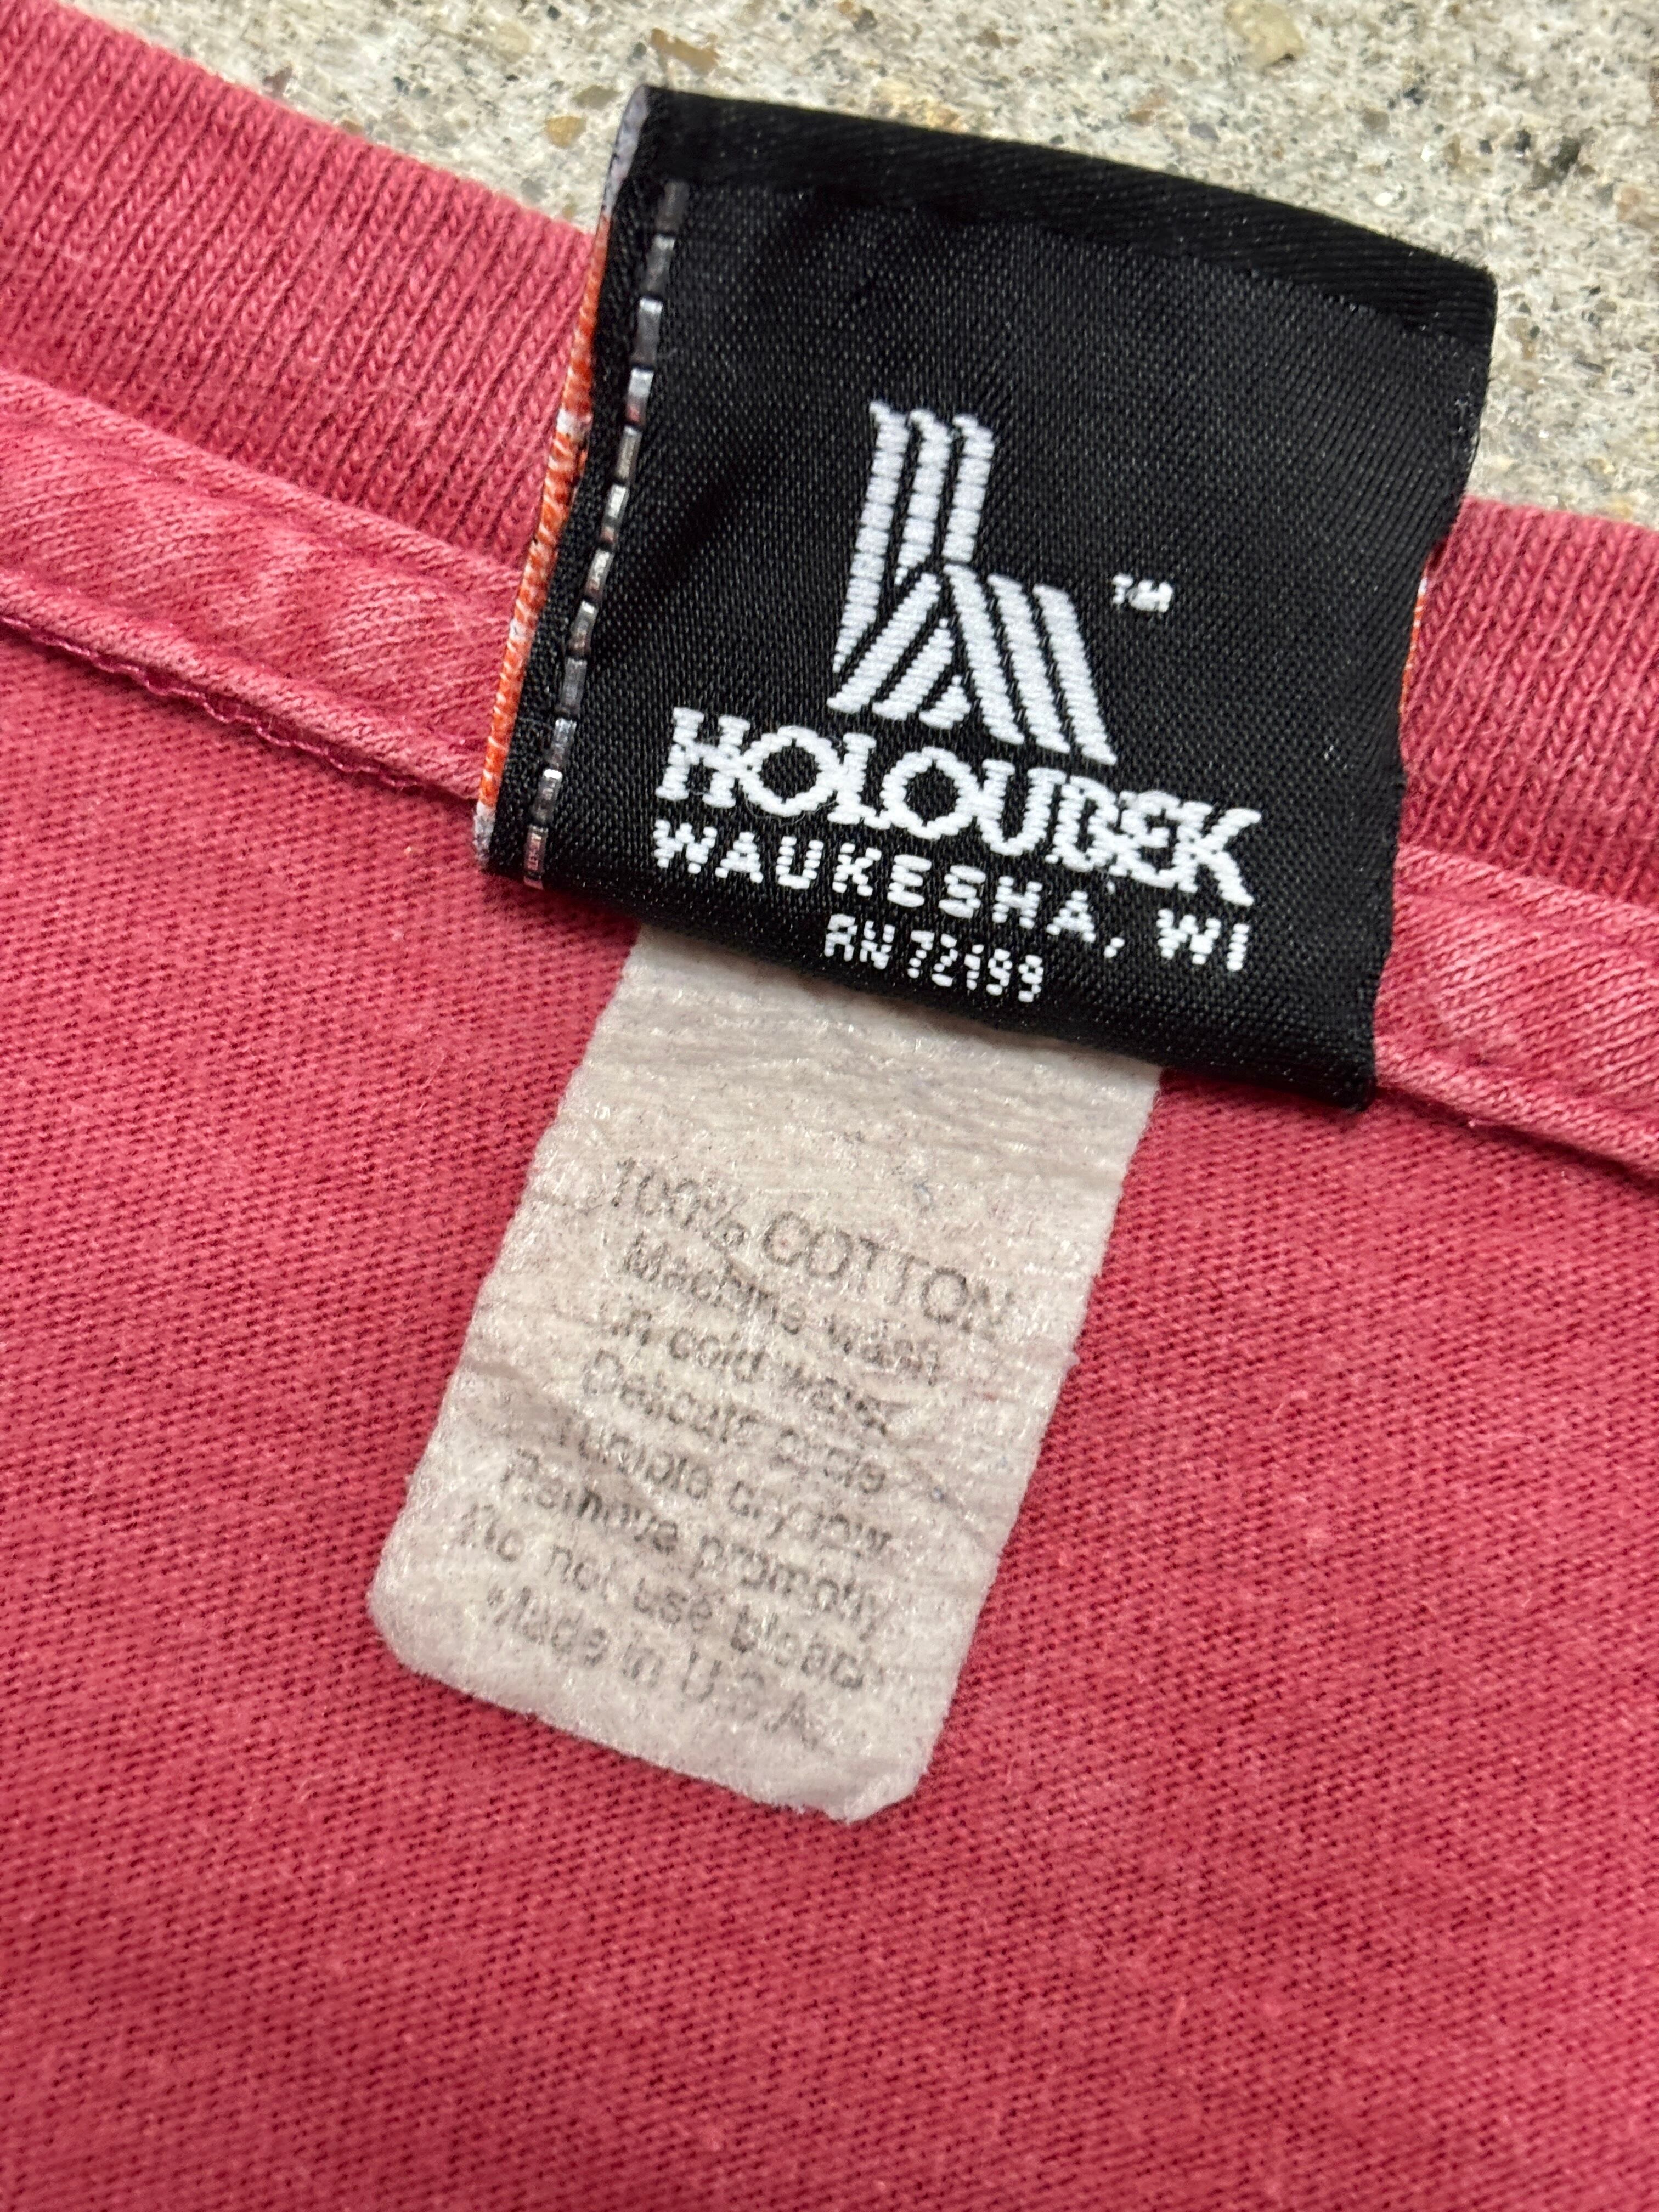 TM
HOLOUDEK
WAUKESHA, WI
RN 72199
100% COTTON
Machine wash
in cold water
Delicate cycle
Tumble dry low
Remove promptly
Do not use bleach
Made in U.S.A.